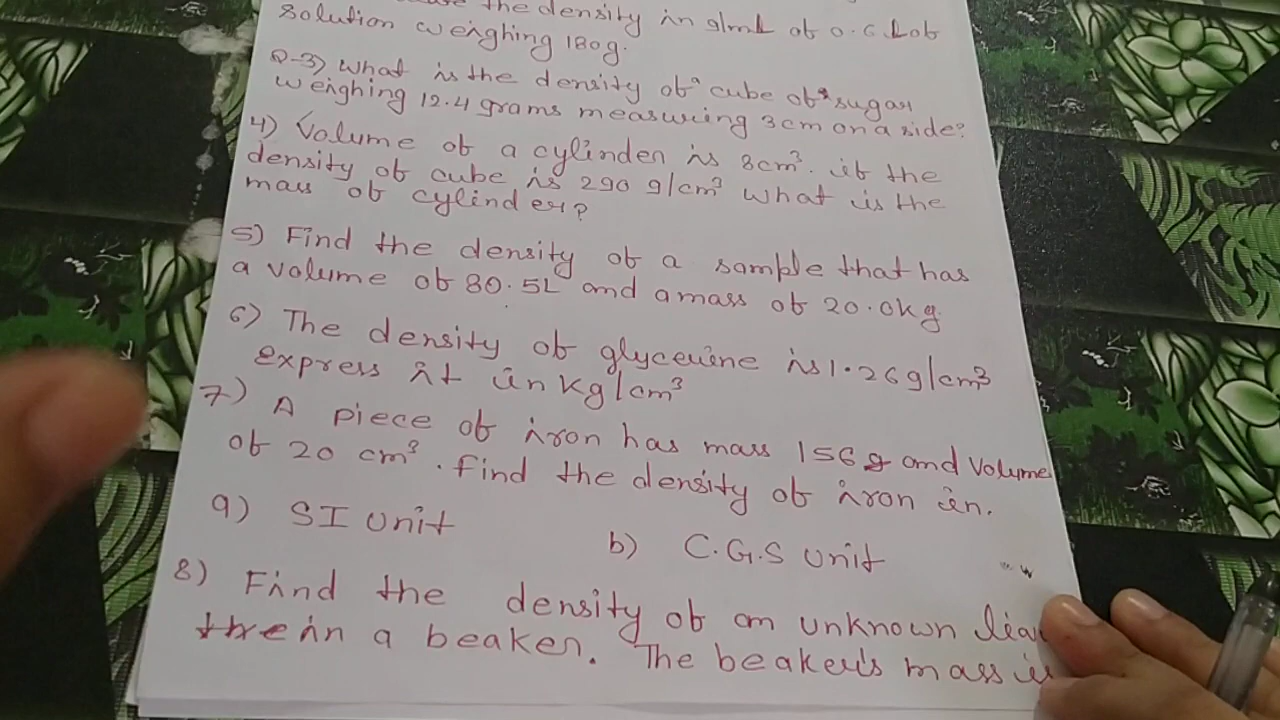 the density in g/mL of 0.6 L of
solution weighing 180g.
Q-3) What is the density of a cube of sugar
weighing 12.4 grams measuring 3cm on a side?
4) Volume of a cylinder is 8cm³. if the
density of cube is 290 g/cm³ what is the
mass of cylinder?
5) Find the density of a sample that has
a volume of 80.5L and a mass of 20.0kg.
6) The density of glycerine is 1.26g/cm³
express it in kg/cm³
7) A piece of iron has mass 156 g and Volume
of 20 cm³. find the density of iron in.
a) SI Unit
b) C.G.S Unit
8) Find the density of an unknown
in a beaker. The beaker's mass is